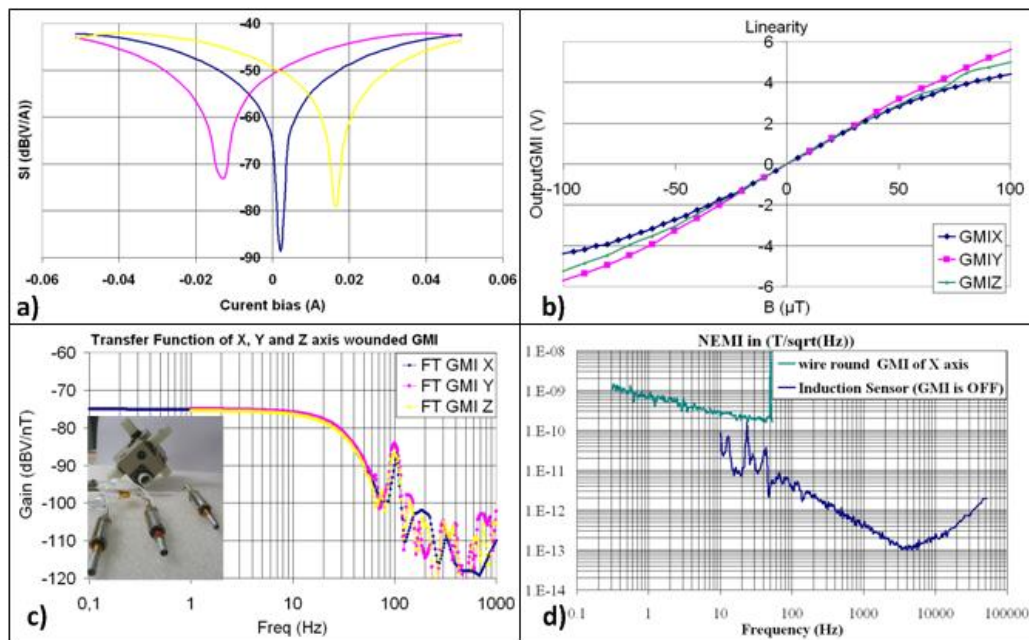 -40
-50
-60
-70
-80
-90
SI (dB(V/A))
-0.06 -0.04 -0.02 0 0.02 0.04 0.06
Curent bias (A)
a)
Linearity
6
4
2
0
-2
-4
-6
OutputGMI (V)
-100 -50 0 50 100
B (µT)
GMIX
GMIY
GMIZ
b)
Transfer Function of X, Y and Z axis wounded GMI
-60
-70
-80
-90
-100
-110
-120
Gain (dBV/nT)
FT GMI X
FT GMI Y
FT GMI Z
0,1 1 10 100 1000
Freq (Hz)
c)
NEMI in (T/sqrt(Hz))
1.E-08
1.E-09
1.E-10
1.E-11
1.E-12
1.E-13
1.E-14
wire round GMI of X axis
Induction Sensor (GMI is OFF)
0.1 1 10 100 1000 10000 100000
Frequency (Hz)
d)